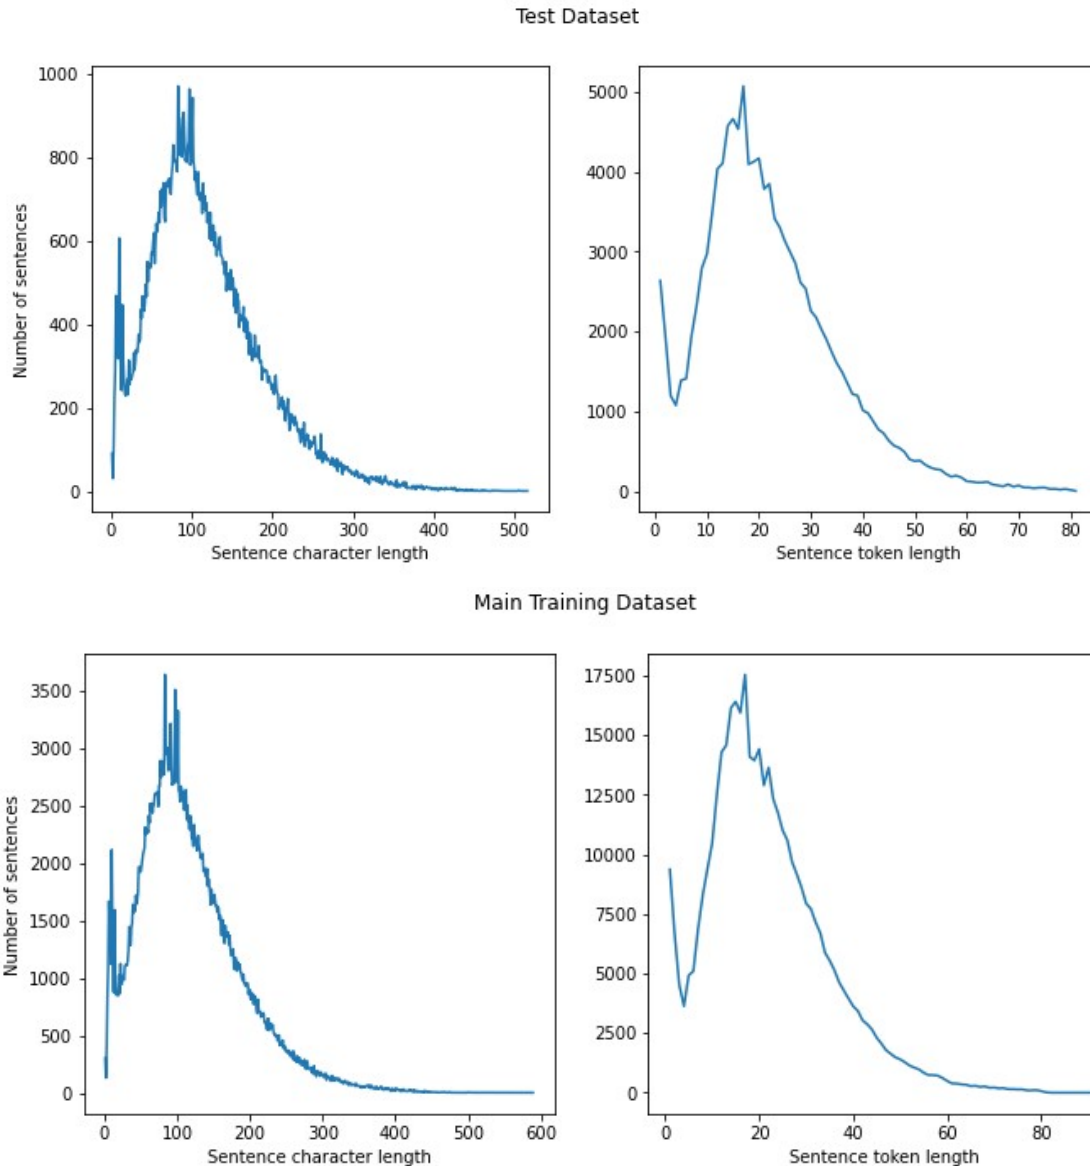 Test Dataset
1000
800
600
400
200
0
Number of sentences
0 100 200 300 400 500
Sentence character length
5000
4000
3000
2000
1000
0
0 10 20 30 40 50 60 70 80
Sentence token length
Main Training Dataset
3500
3000
2500
2000
1500
1000
500
0
Number of sentences
0 100 200 300 400 500 600
Sentence character length
17500
15000
12500
10000
7500
5000
2500
0
0 20 40 60 80
Sentence token length